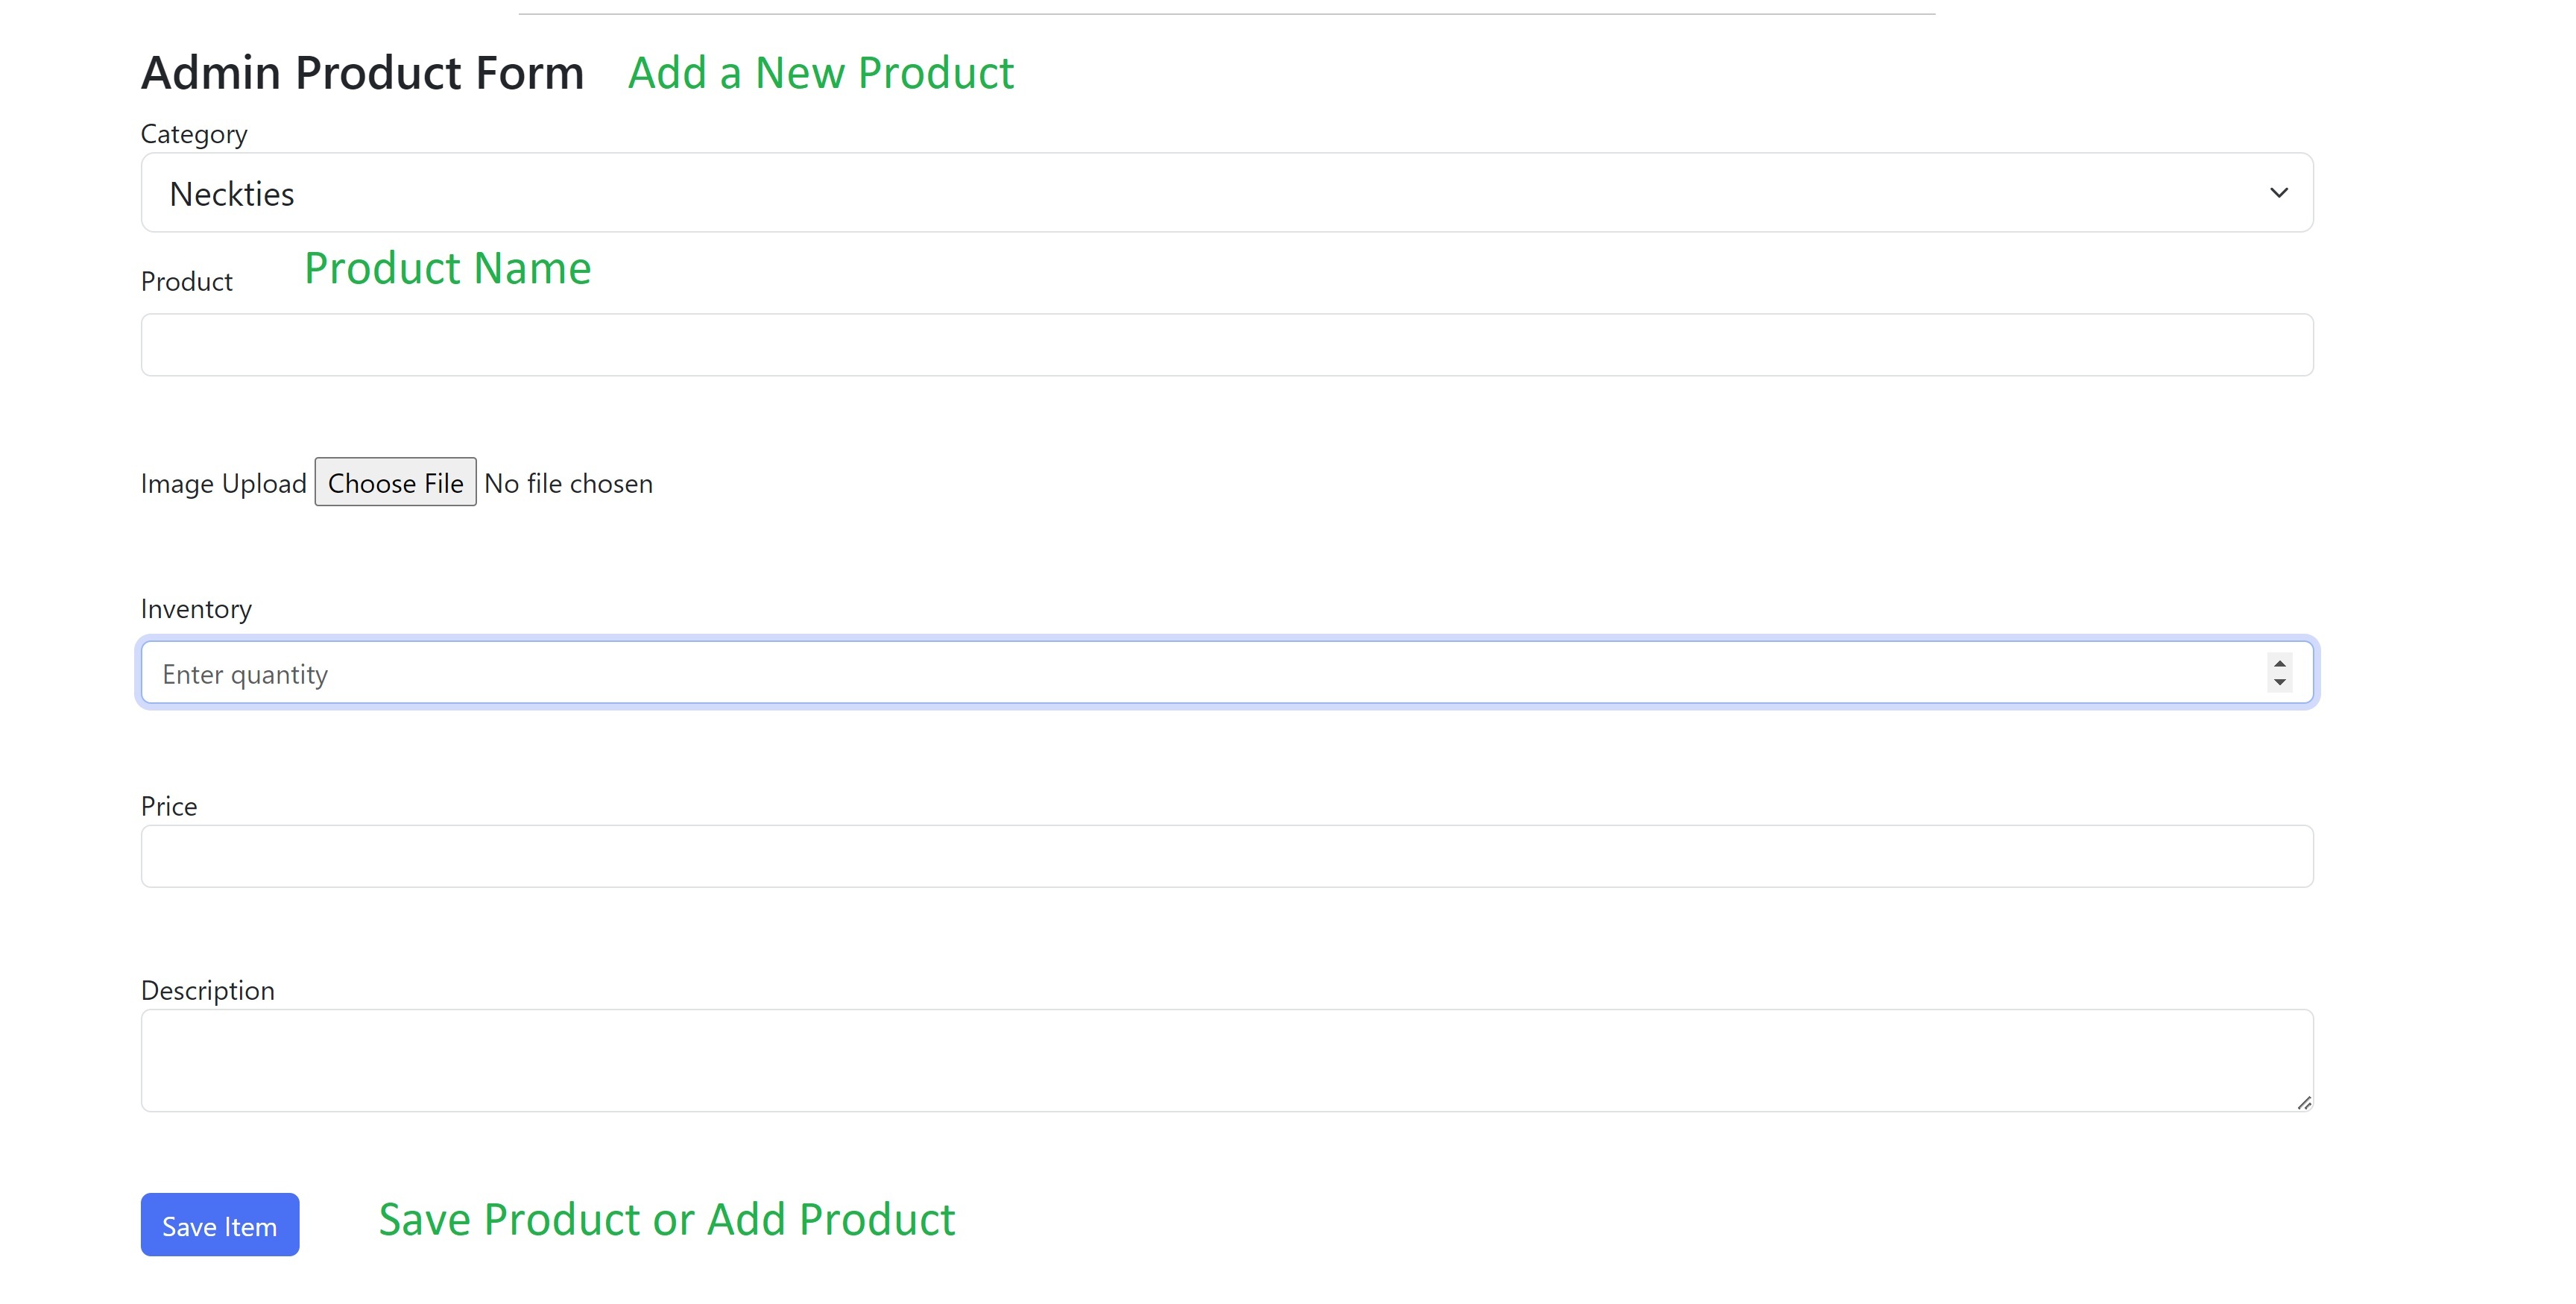 Admin Product Form Add a New Product
Category
Neckties
Product Product Name
Image Upload Choose File No file chosen
Inventory
Enter quantity
Price
Description
Save Item Save Product or Add Product